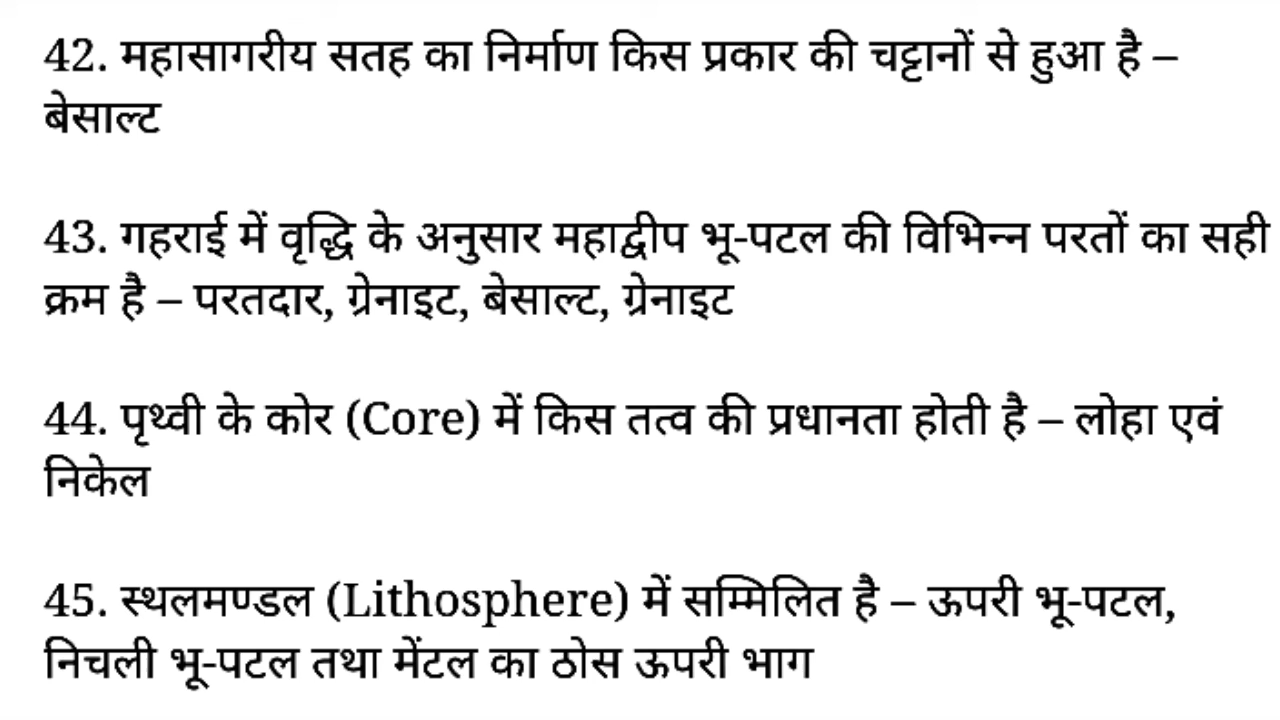 42. महासागरीय सतह का निर्माण किस प्रकार की चट्टानों से हुआ है –
बेसाल्ट
43. गहराई में वृद्धि के अनुसार महाद्वीप भू-पटल की विभिन्न परतों का सही
क्रम है – परतदार, ग्रेनाइट, बेसाल्ट, ग्रेनाइट
44. पृथ्वी के कोर (Core) में किस तत्व की प्रधानता होती है – लोहा एवं
निकेल
45. स्थलमण्डल (Lithosphere) में सम्मिलित है – ऊपरी भू-पटल,
निचली भू-पटल तथा मेंटल का ठोस ऊपरी भाग